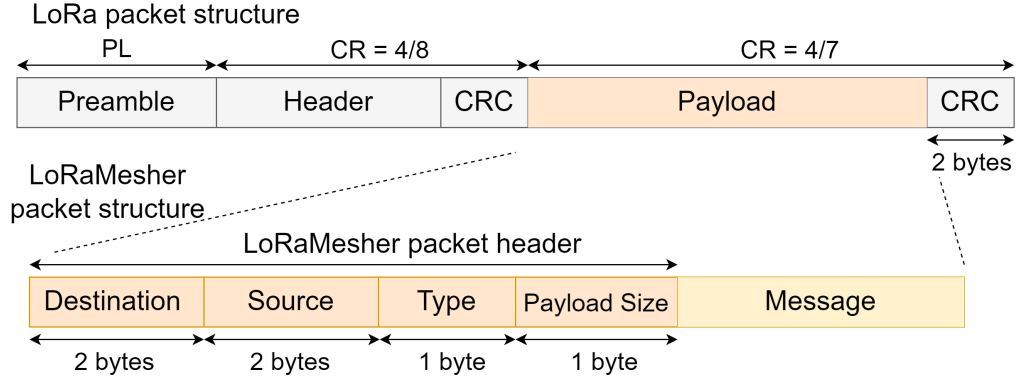 LoRa packet structure
PL
CR = 4/8
CR = 4/7
Preamble
Header
CRC
Payload
CRC
2 bytes
LoRaMesher
packet structure
LoRaMesher packet header
Destination
Source
Type
Payload Size
Message
2 bytes
2 bytes
1 byte
1 byte